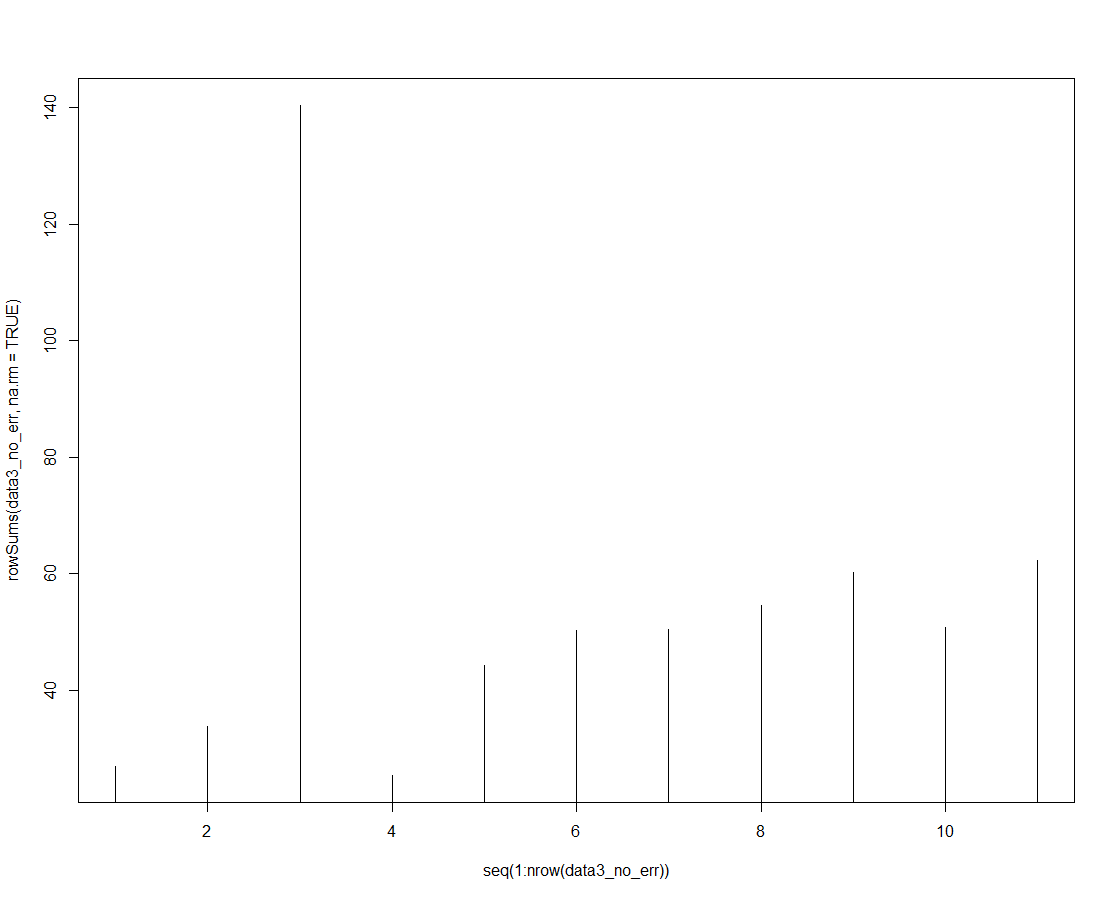 rowSums(data3_no_err, na.rm = TRUE)
140
120
100
80
60
40
2 4 6 8 10
seq(1:nrow(data3_no_err))